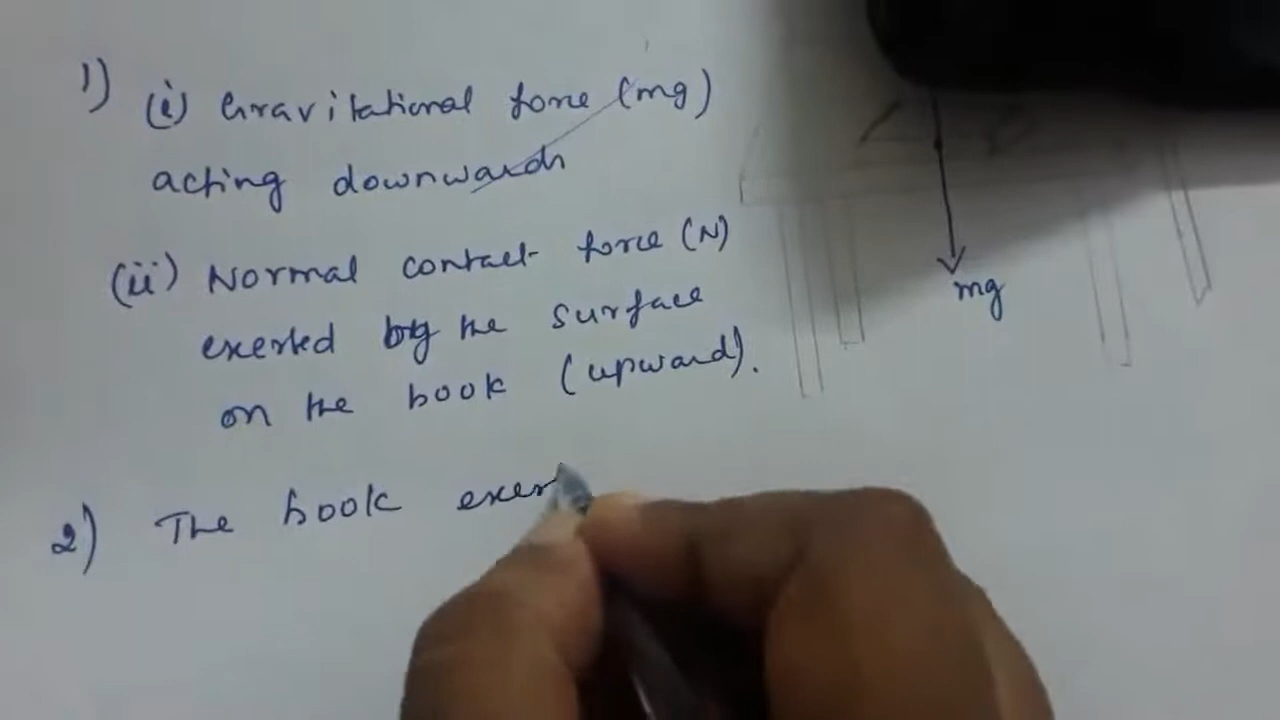 1) (i) Gravitational force (mg)
acting downwards
(ii) Normal contact force (N)
exerted by the surface
on the book (upward).
2) The book exer
mg